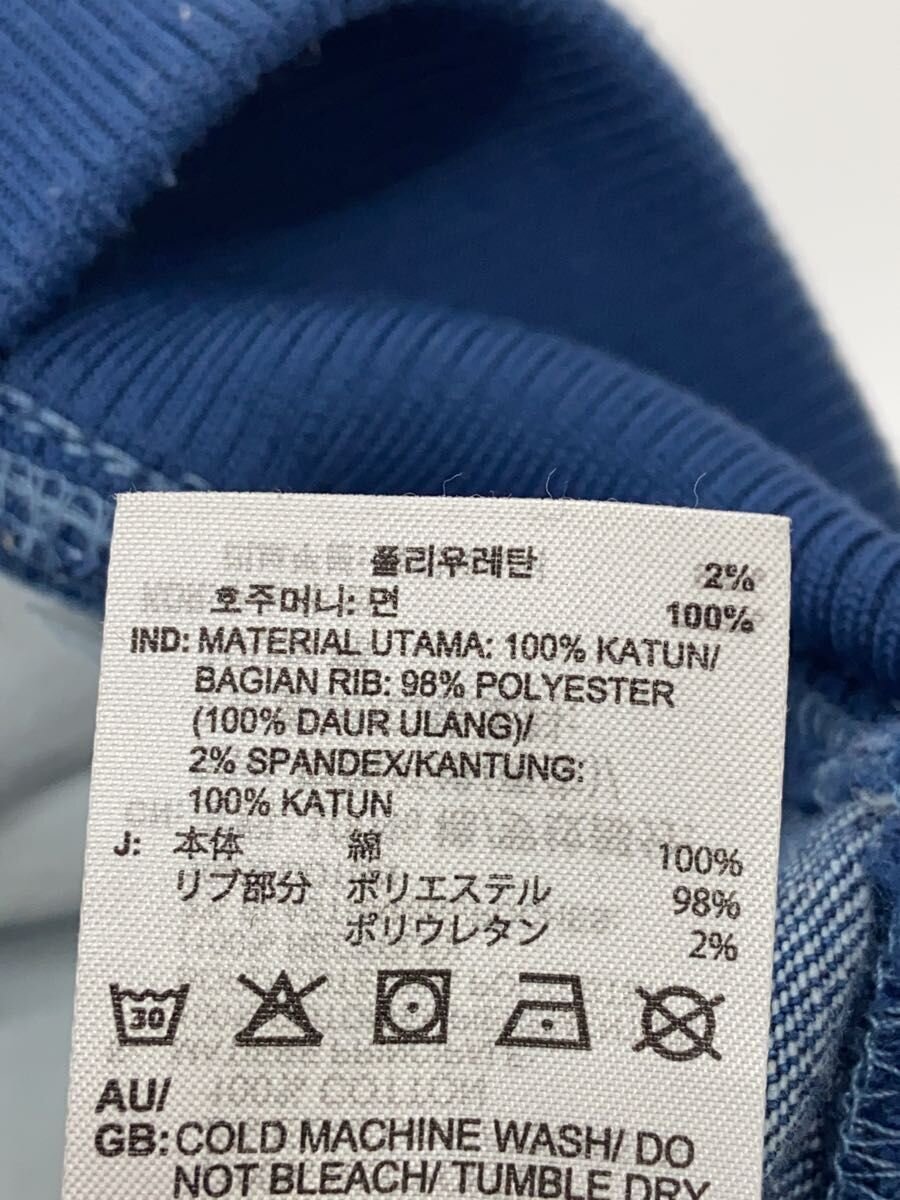 폴리우레탄 2%
호주머니: 면 100%
IND: MATERIAL UTAMA: 100% KATUN/
BAGIAN RIB: 98% POLYESTER
(100% DAUR ULANG)/
2% SPANDEX/KANTUNG:
100% KATUN
J: 本体 綿 100%
リブ部分 ポリエステル 98%
ポリウレタン 2%
30
AU/
GB: COLD MACHINE WASH/ DO
NOT BLEACH/ TUMBLE DRY